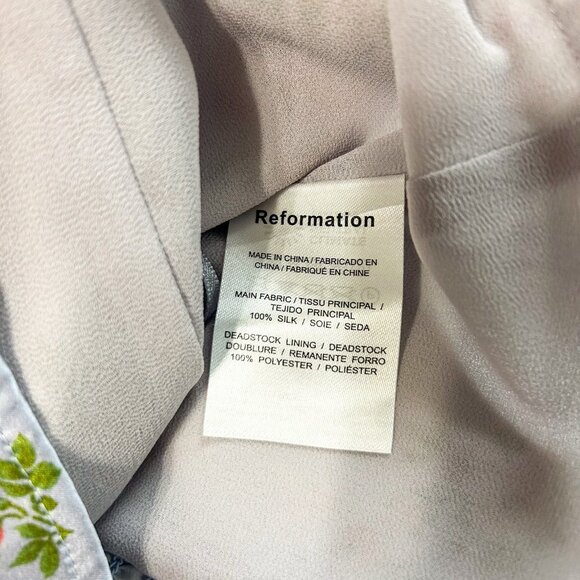 Reformation
MADE IN CHINA / FABRICADO EN
CHINA / FABRIQUÉ EN CHINE
MAIN FABRIC / TISSU PRINCIPAL /
TEJIDO PRINCIPAL
100% SILK / SOIE / SEDA
DEADSTOCK LINING / DEADSTOCK
DOUBLURE / REMANENTE FORRO
100% POLYESTER / POLIÉSTER